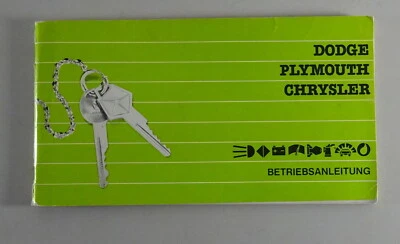 DODGE
PLYMOUTH
CHRYSLER
BETRIEBSANLEITUNG